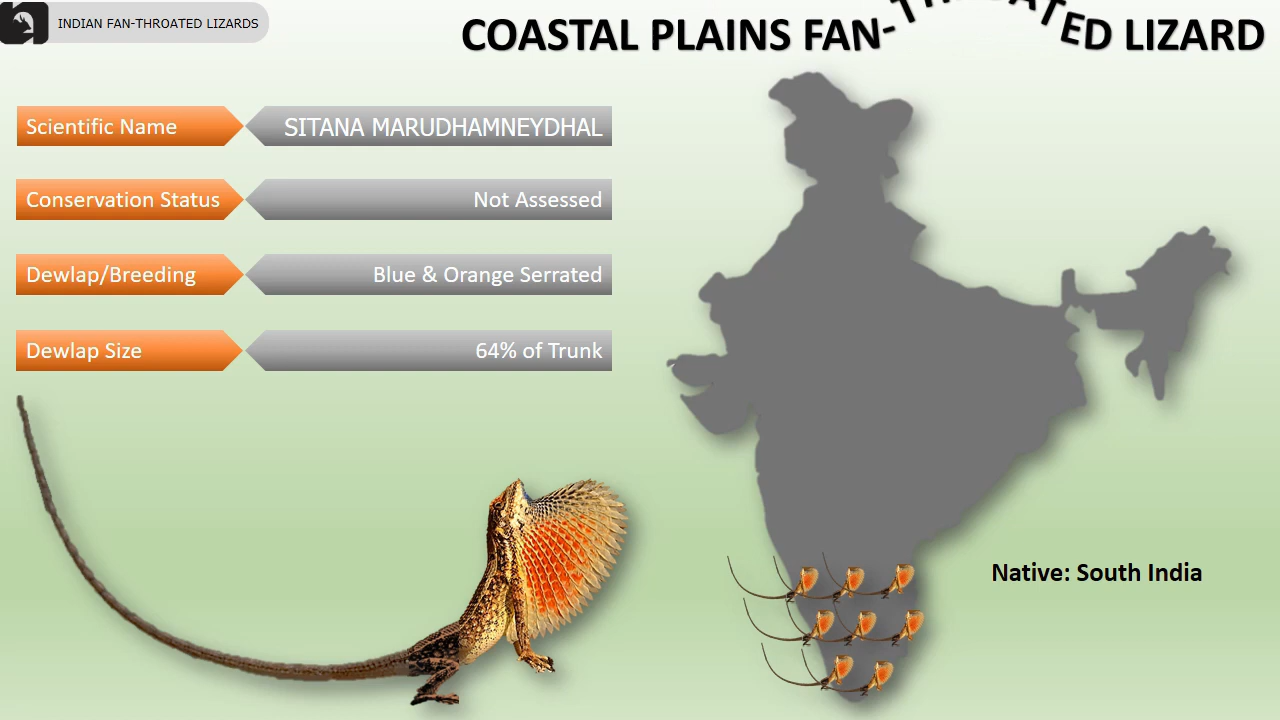 INDIAN FAN-THROATED LIZARDS
COASTAL PLAINS FAN-THROATED LIZARD
Scientific Name
SITANA MARUDHAMNEYDHAL
Conservation Status
Not Assessed
Dewlap/Breeding
Blue & Orange Serrated
Dewlap Size
64% of Trunk
Native: South India